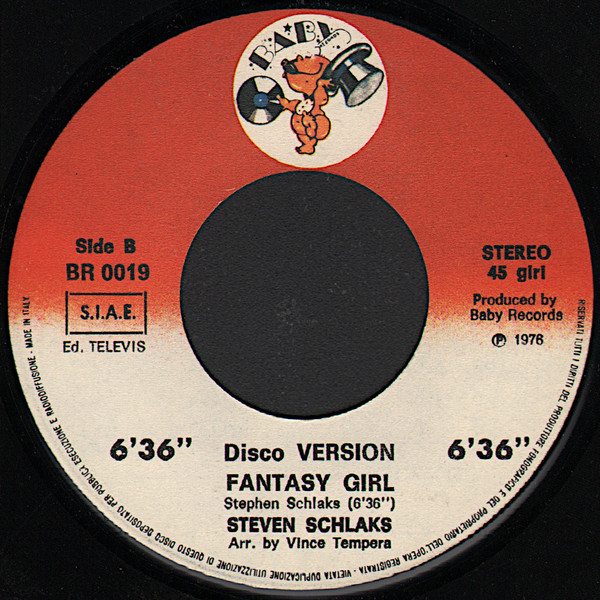 BABY
RECORDS
Side B
BR 0019
S.I.A.E.
Ed. TELVIS
STEREO
45 giri
Produced by
Baby Records
℗ 1976
6'36’’
Disco VERSION
6'36’’
FANTASY GIRL
Stephen Schlaks (6'36’’)
STEVEN SCHLAKS
Arr. by Vince Tempera
RISERVATI TUTTI I DIRITTI DEL PRODUTTORE FONOGRAFICO E DEL PROPRIETARIO DELL'OPERA REGISTRATA - VIETATA DUPLICAZIONE UTILIZZAZIONE DI QUESTO DISCO DEPOSITATO PER PUBBLICA ESECUZIONE E RADIODIFFUSIONE - MADE IN ITALY